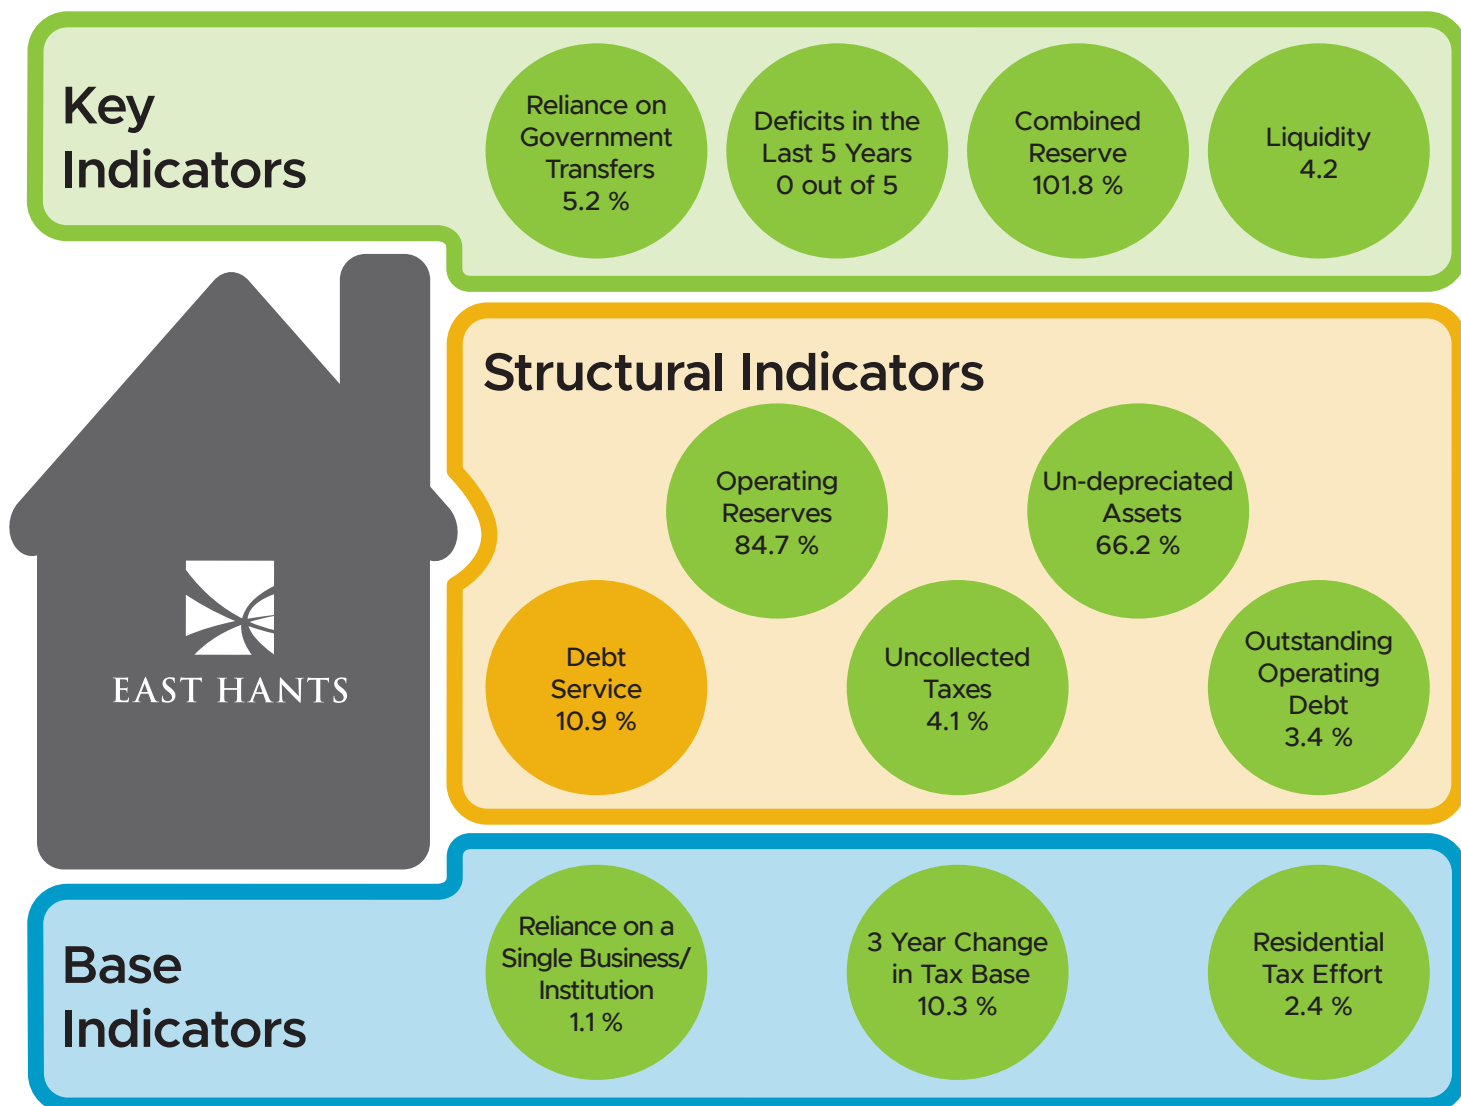 Key
Indicators
Reliance on
Government
Transfers
5.2 %
Deficits in the
Last 5 Years
0 out of 5
Combined
Reserve
101.8 %
Liquidity
4.2
Structural Indicators
Operating
Reserves
84.7 %
Un-depreciated
Assets
66.2 %
Debt
Service
10.9 %
Uncollected
Taxes
4.1 %
Outstanding
Operating
Debt
3.4 %
EAST HANTS
Base
Indicators
Reliance on a
Single Business/
Institution
1.1 %
3 Year Change
in Tax Base
10.3 %
Residential
Tax Effort
2.4 %